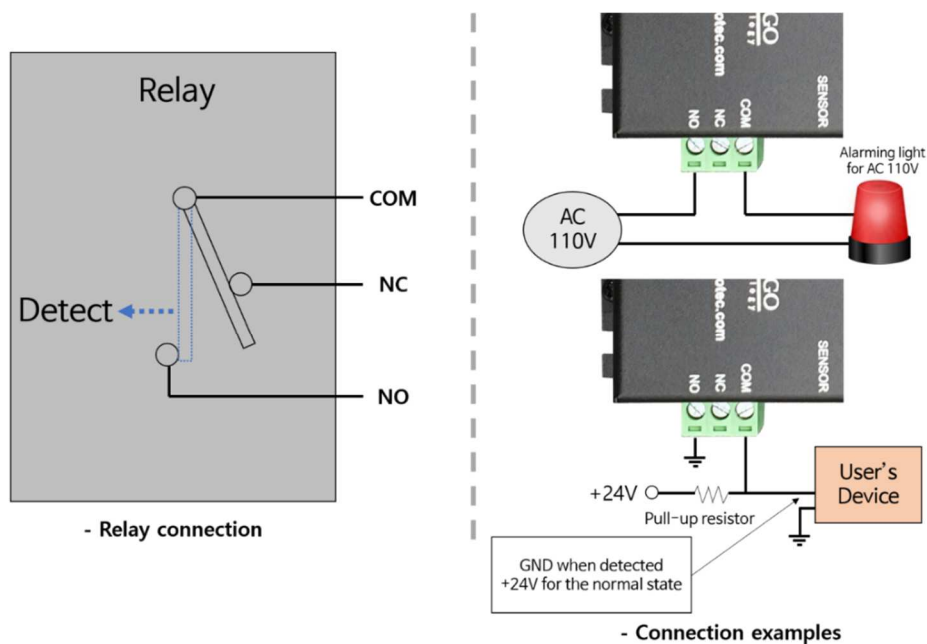 Relay
COM
NC
Detect
NO
- Relay connection
GO
otec.com
SENSOR
NO
NC
COM
Alarming light
for AC 110V
AC
110V
GO
otec.com
SENSOR
NO
NC
COM
+24V
Pull-up resistor
User's
Device
GND when detected
+24V for the normal state
- Connection examples